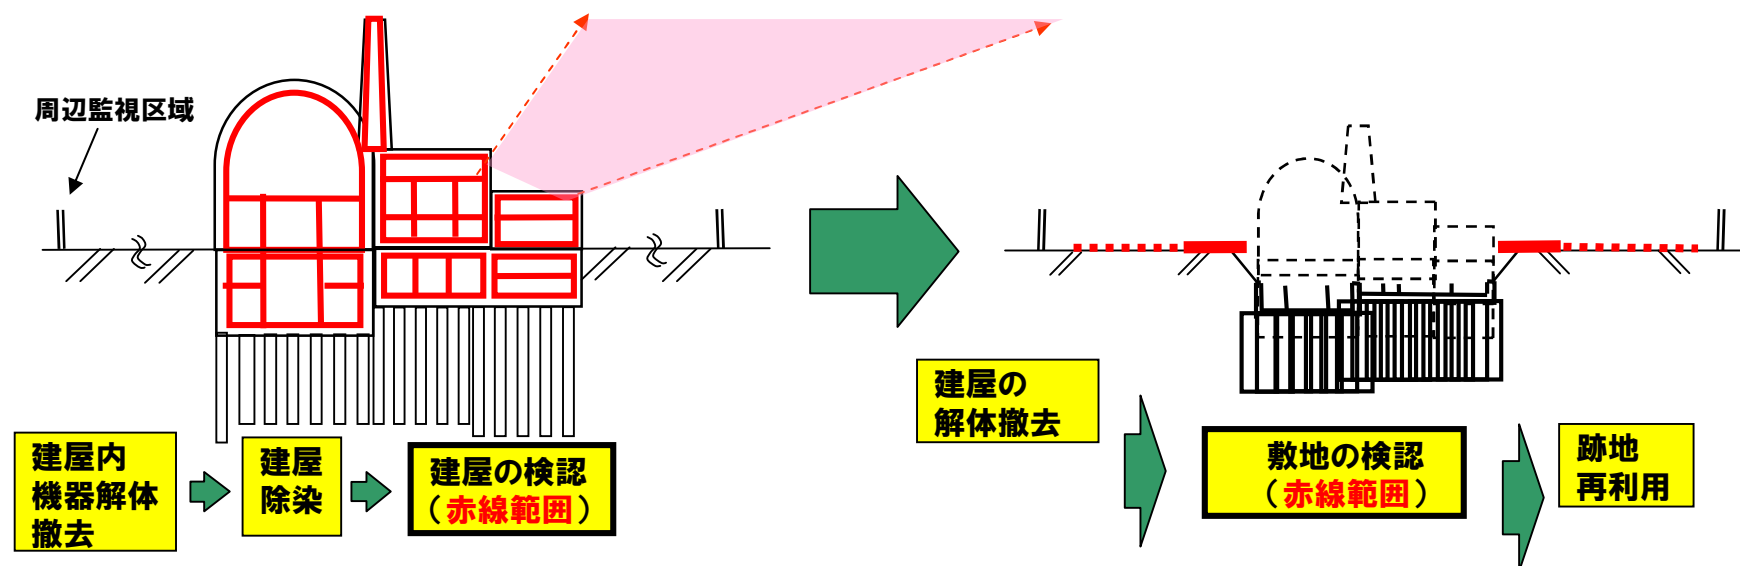 周辺監視区域
建屋内
機器解体
撤去
建屋
除染
建屋の検認
（赤線範囲）
建屋の
解体撤去
敷地の検認
（赤線範囲）
跡地
再利用